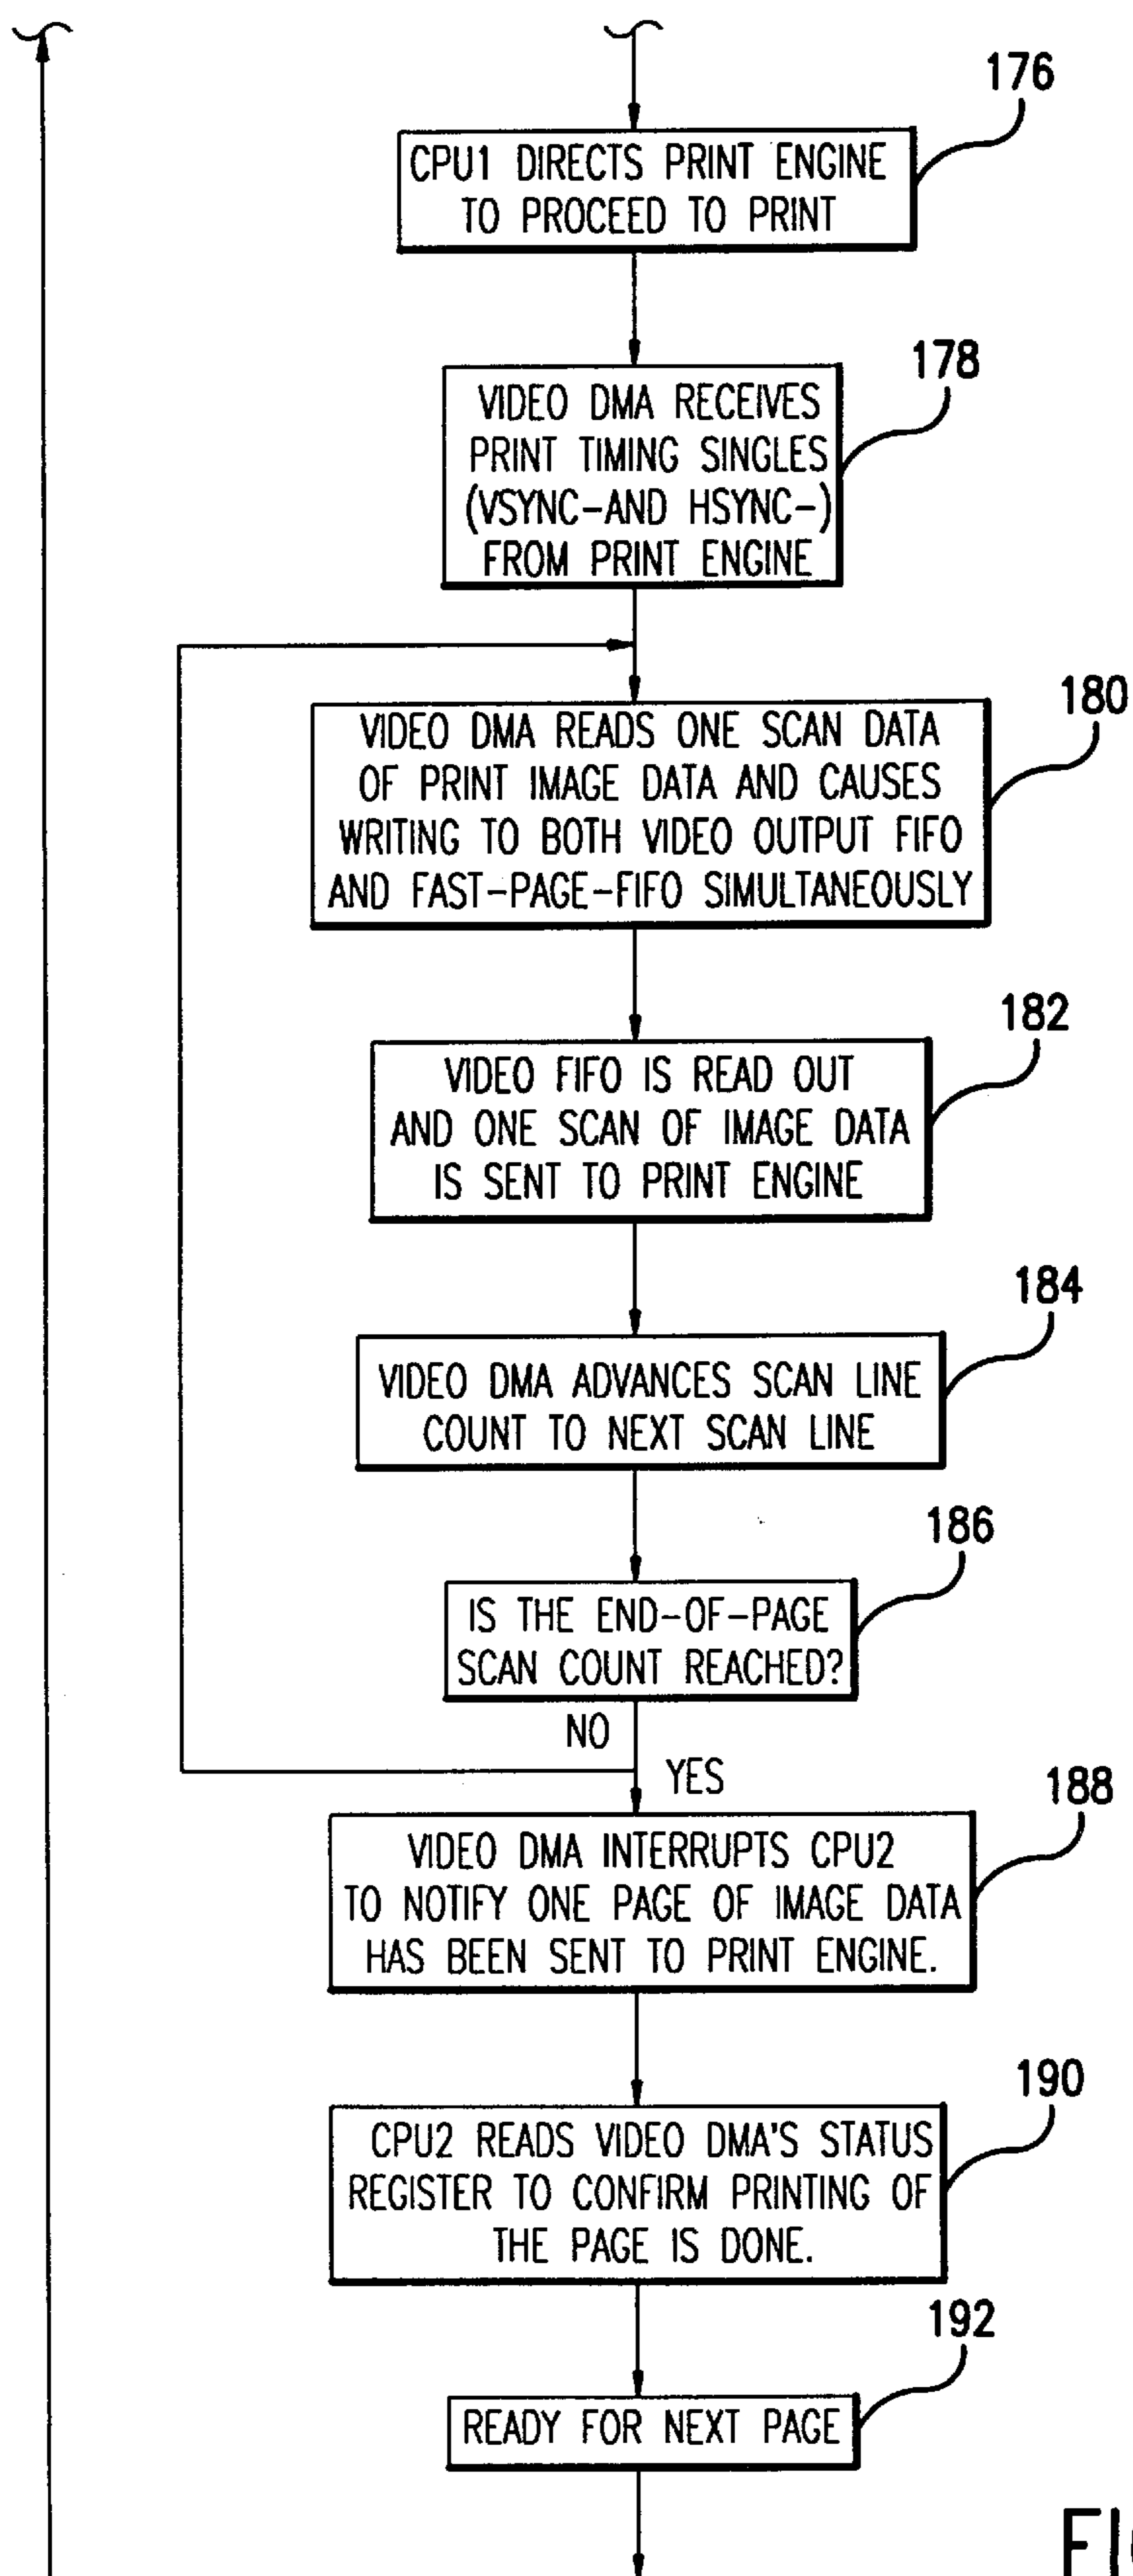 176
CPU1 DIRECTS PRINT ENGINE
TO PROCEED TO PRINT
178
VIDEO DMA RECEIVES
PRINT TIMING SINGLES
(VSYNC-AND HSYNC-)
FROM PRINT ENGINE
180
VIDEO DMA READS ONE SCAN DATA
OF PRINT IMAGE DATA AND CAUSES
WRITING TO BOTH VIDEO OUTPUT FIFO
AND FAST-PAGE-FIFO SIMULTANEOUSLY
182
VIDEO FIFO IS READ OUT
AND ONE SCAN OF IMAGE DATA
IS SENT TO PRINT ENGINE
184
VIDEO DMA ADVANCES SCAN LINE
COUNT TO NEXT SCAN LINE
186
IS THE END-OF-PAGE
SCAN COUNT REACHED?
NO
YES
188
VIDEO DMA INTERRUPTS CPU2
TO NOTIFY ONE PAGE OF IMAGE DATA
HAS BEEN SENT TO PRINT ENGINE.
190
CPU2 READS VIDEO DMA'S STATUS
REGISTER TO CONFIRM PRINTING OF
THE PAGE IS DONE.
192
READY FOR NEXT PAGE